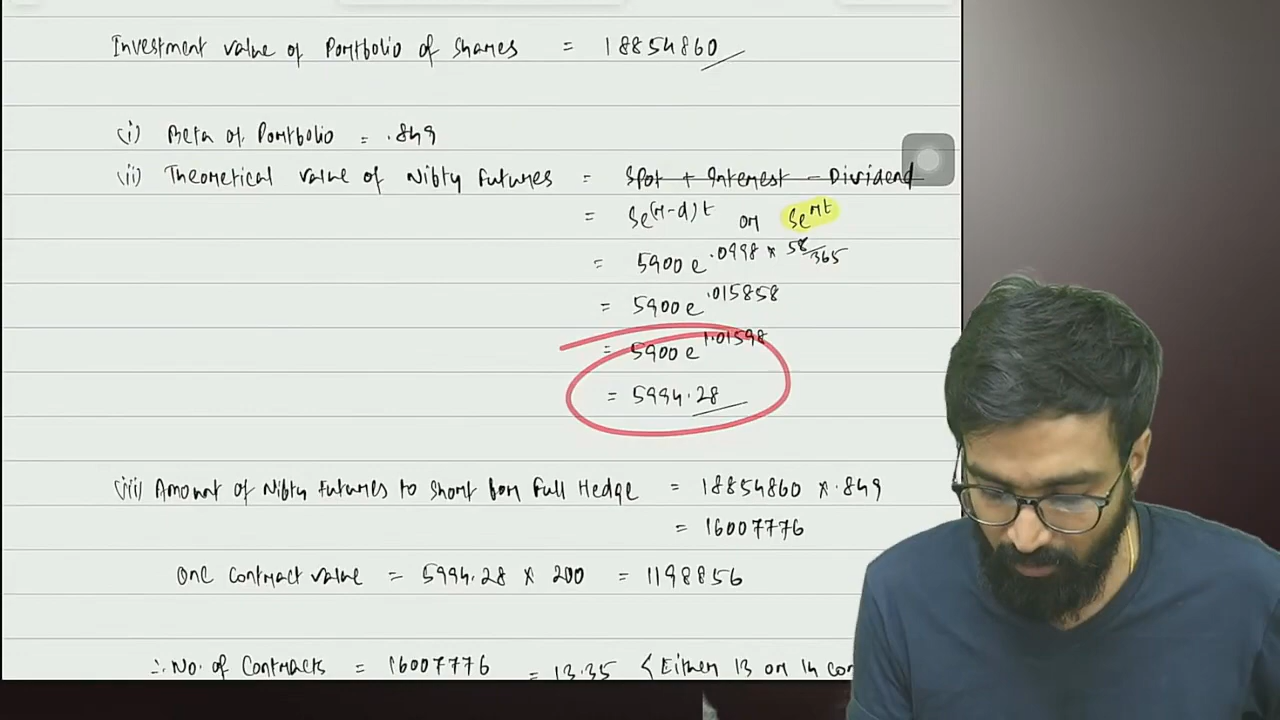 Investment value of Portfolio of Shares = 18854860
(i) Beta of Portfolio = .849
(ii) Theoretical value of Nifty Futures = Spot + Interest - Dividend
= Se^(r-d)t or Se^rt
= 5900 e^.0998 × 58/365
= 5900 e^.015858
= 5900 e^1.01598
= 5994.28
(iii) Amount of Nifty Futures to Short for Full Hedge = 18854860 × .849
= 16007776
One Contract value = 5994.28 × 200 = 1198856
∴ No. of Contracts = 16007776 = 13.35 {Either 13 or 14 con